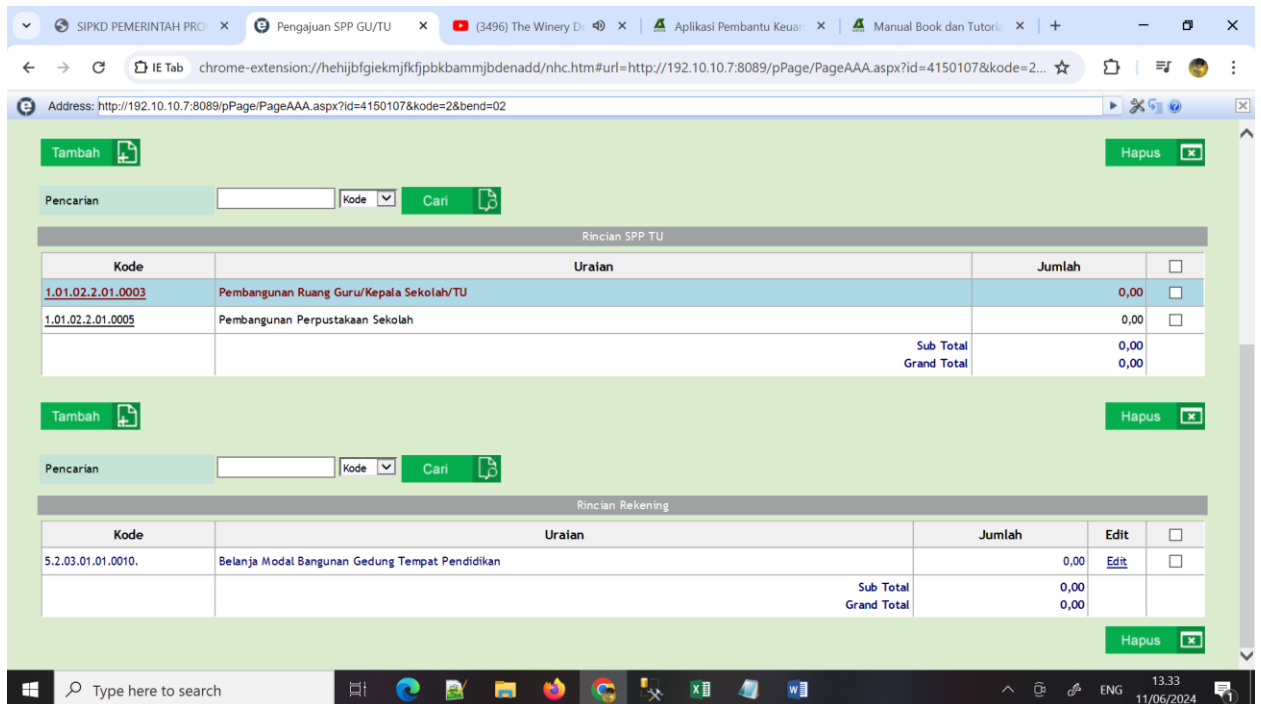 SIPKD PEMERINTAH PRO
Pengajuan SPP GU/TU
(3496) The Winery Do
Aplikasi Pembantu Keuan
Manual Book dan Tutoria
IE Tab
chrome-extension://hehijbfgiekmjfkfjpbkbammjbdenadd/nhc.htm#url=http://192.10.10.7:8089/pPage/PageAAA.aspx?id=4150107&kode=2...
Address: http://192.10.10.7:8089/pPage/PageAAA.aspx?id=4150107&kode=2&bend=02
Tambah Hapus
Pencarian Kode Cari
Rincian SPP TU
Kode Uraian Jumlah
1.01.02.2.01.0003 Pembangunan Ruang Guru/Kepala Sekolah/TU 0,00
1.01.02.2.01.0005 Pembangunan Perpustakaan Sekolah 0,00
Sub Total 0,00
Grand Total 0,00
Tambah Hapus
Pencarian Kode Cari
Rincian Rekening
Kode Uraian Jumlah Edit
5.2.03.01.01.0010. Belanja Modal Bangunan Gedung Tempat Pendidikan 0,00 Edit
Sub Total 0,00
Grand Total 0,00
Hapus
Type here to search
ENG
13.33
11/06/2024
1